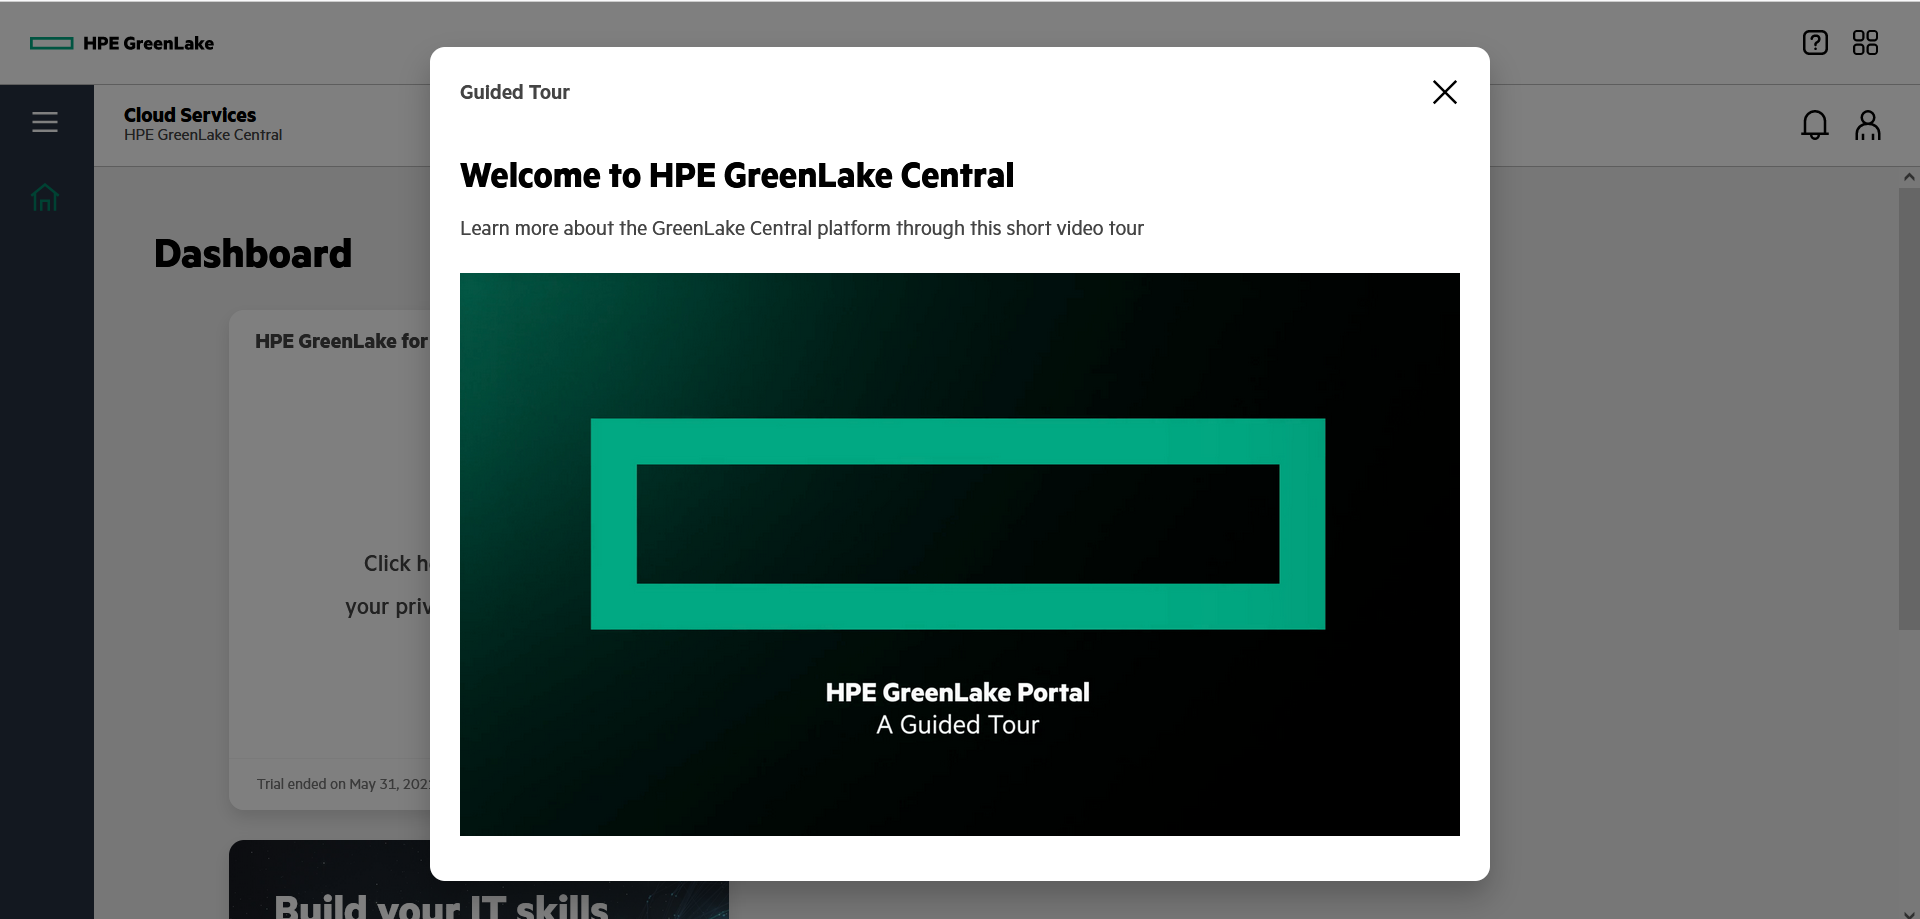 HPE GreenLake
Cloud Services
HPE GreenLake Central
Dashboard
HPE GreenLake for
Click
your
Trial ended on May 31,
Build your IT skills
Guided Tour
Welcome to HPE GreenLake Central
Learn more about the GreenLake Central platform through this short video tour
HPE GreenLake Portal
A Guided Tour